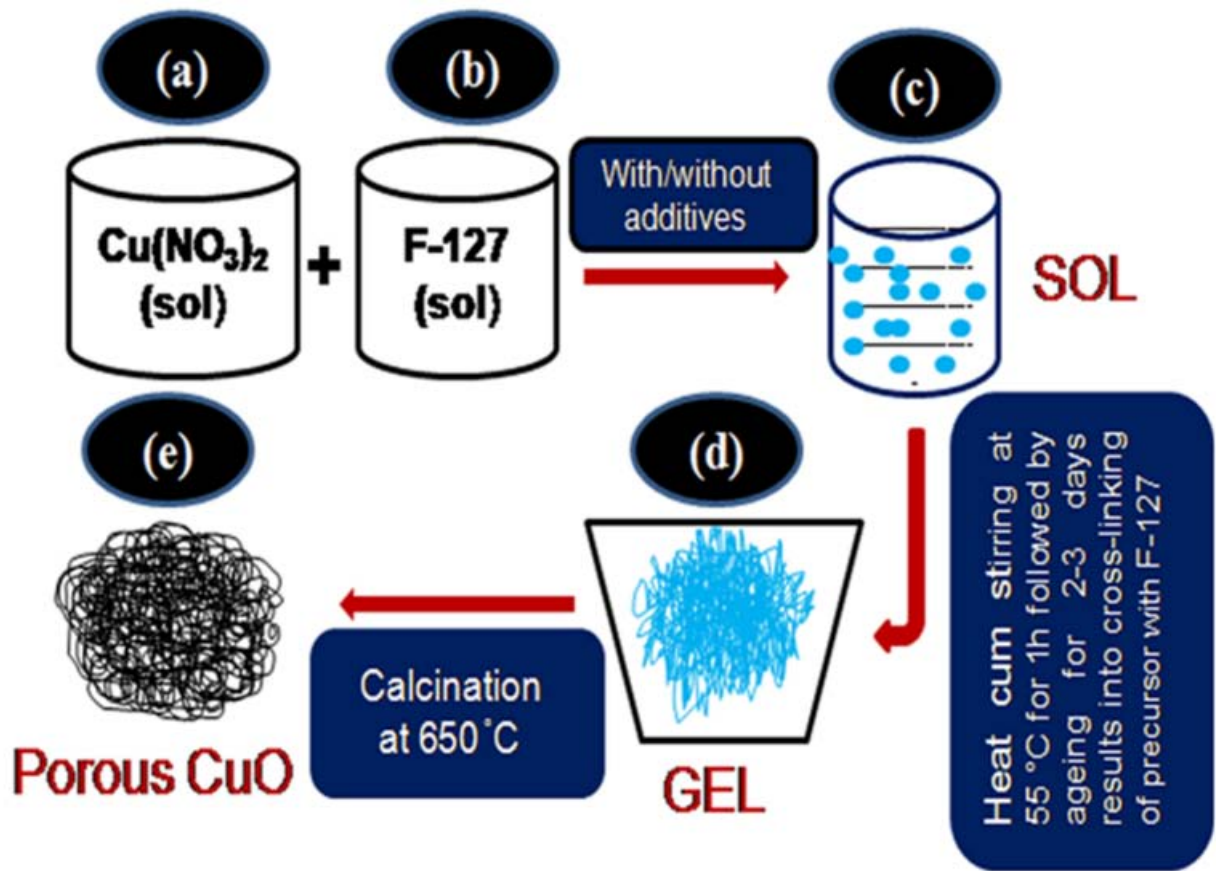 (a)
(b)
(c)
Cu(NO₃)₂
(sol)
+
F-127
(sol)
With/without
additives
SOL
Heat cum stirring at
55 °C for 1h followed by
ageing for 2-3 days
results into cross-linking
of precursor with F-127
(d)
GEL
Calcination
at 650°C
(e)
Porous CuO